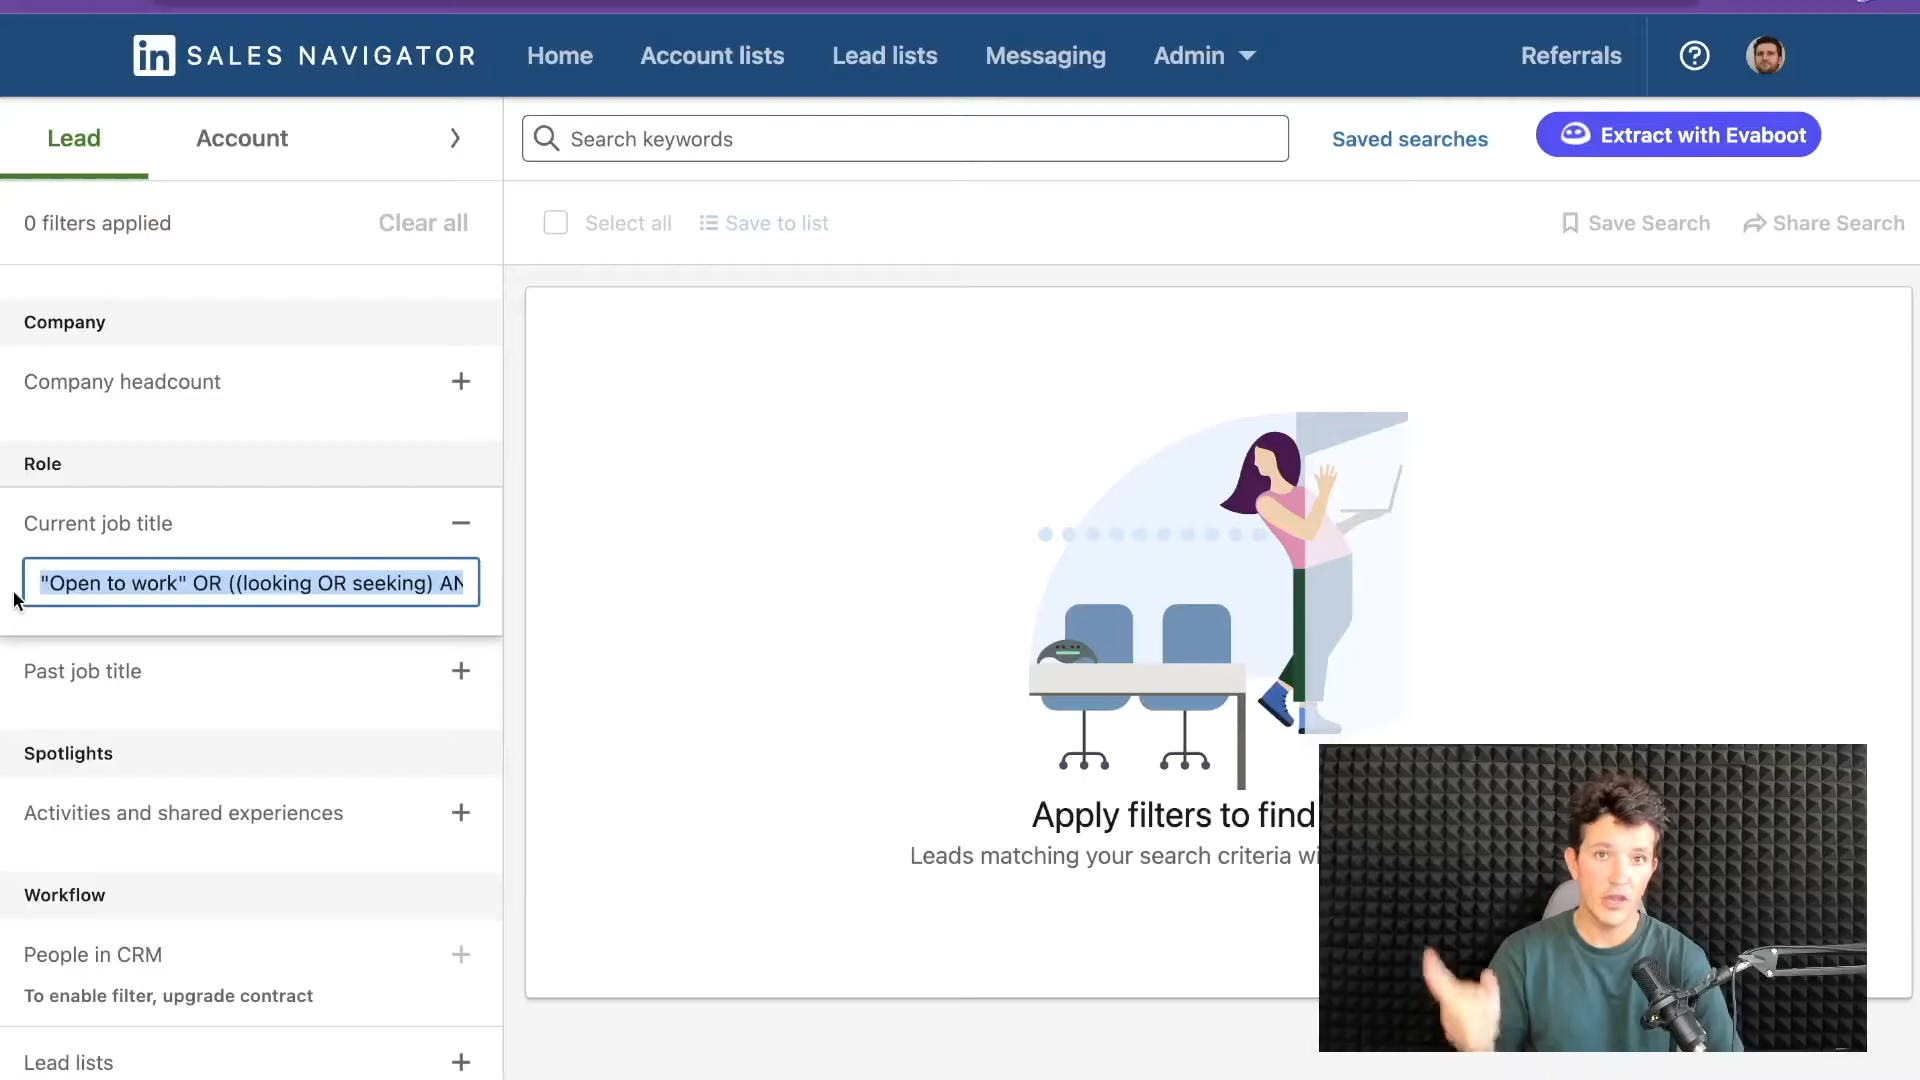 in SALES NAVIGATOR
Home
Account lists
Lead lists
Messaging
Admin
Referrals
Lead
Account
Search keywords
Saved searches
Extract with Evaboot
0 filters applied
Clear all
Select all
Save to list
Save Search
Share Search
Company
Company headcount
Role
Current job title
"Open to work" OR ((looking OR seeking) AN
Past job title
Spotlights
Activities and shared experiences
Workflow
People in CRM
To enable filter, upgrade contract
Lead lists
Apply filters to find
Leads matching your search criteria wi